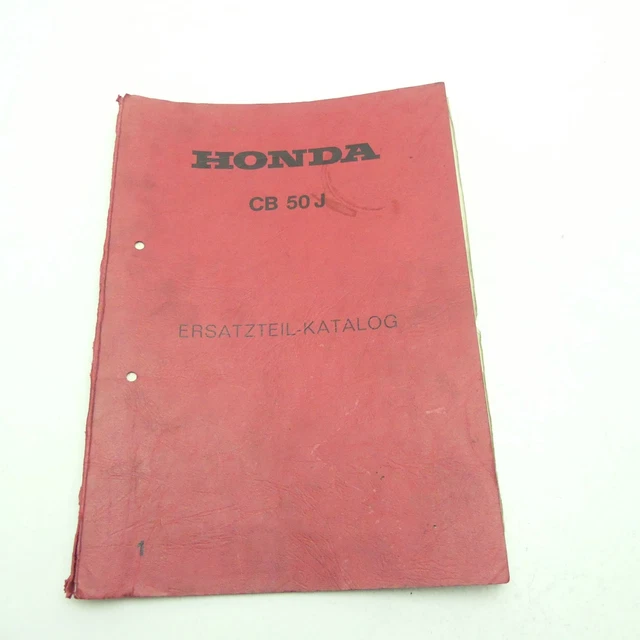 HONDA
CB 50 J
ERSATZTEIL-KATALOG
1